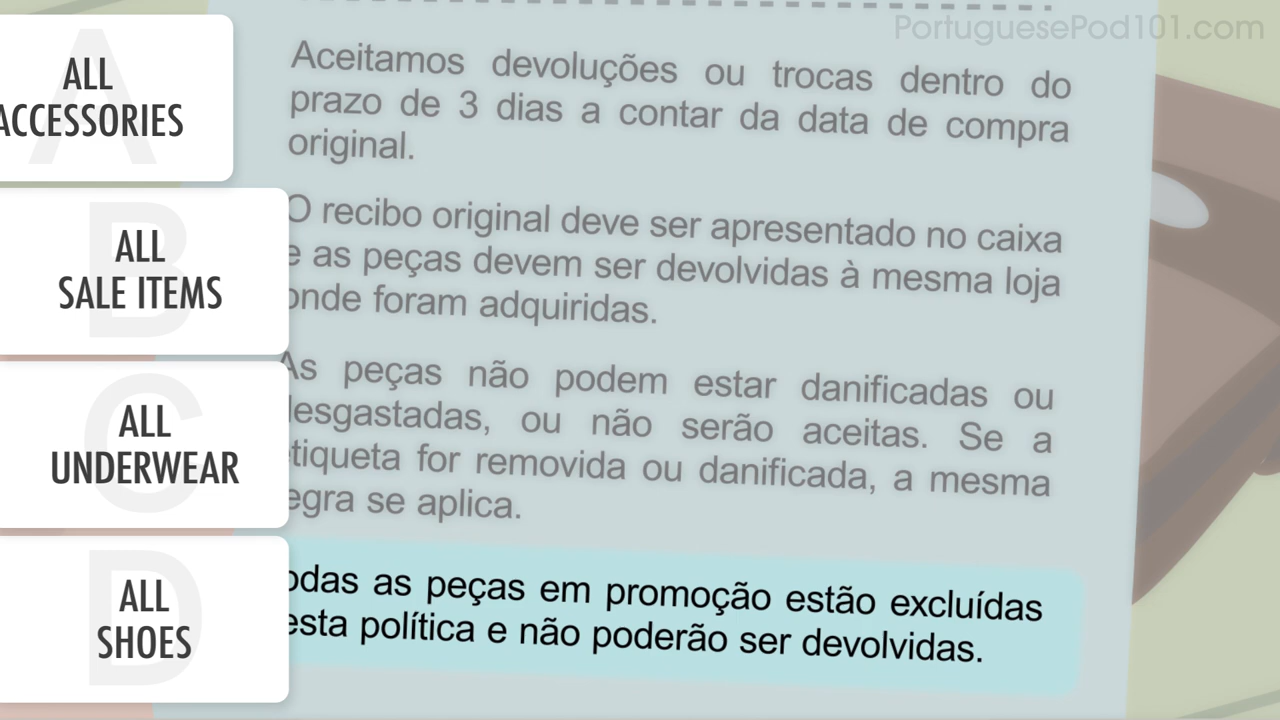 PortuguesePod101.com
A
ALL
ACCESSORIES
B
ALL
SALE ITEMS
C
ALL
UNDERWEAR
D
ALL
SHOES
Aceitamos devoluções ou trocas dentro do
prazo de 3 dias a contar da data de compra
original.
O recibo original deve ser apresentado no caixa
e as peças devem ser devolvidas à mesma loja
onde foram adquiridas.
As peças não podem estar danificadas ou
desgastadas, ou não serão aceitas. Se a
etiqueta for removida ou danificada, a mesma
regra se aplica.
as peças em promoção estão excluídas
política e não poderão ser devolvidas.